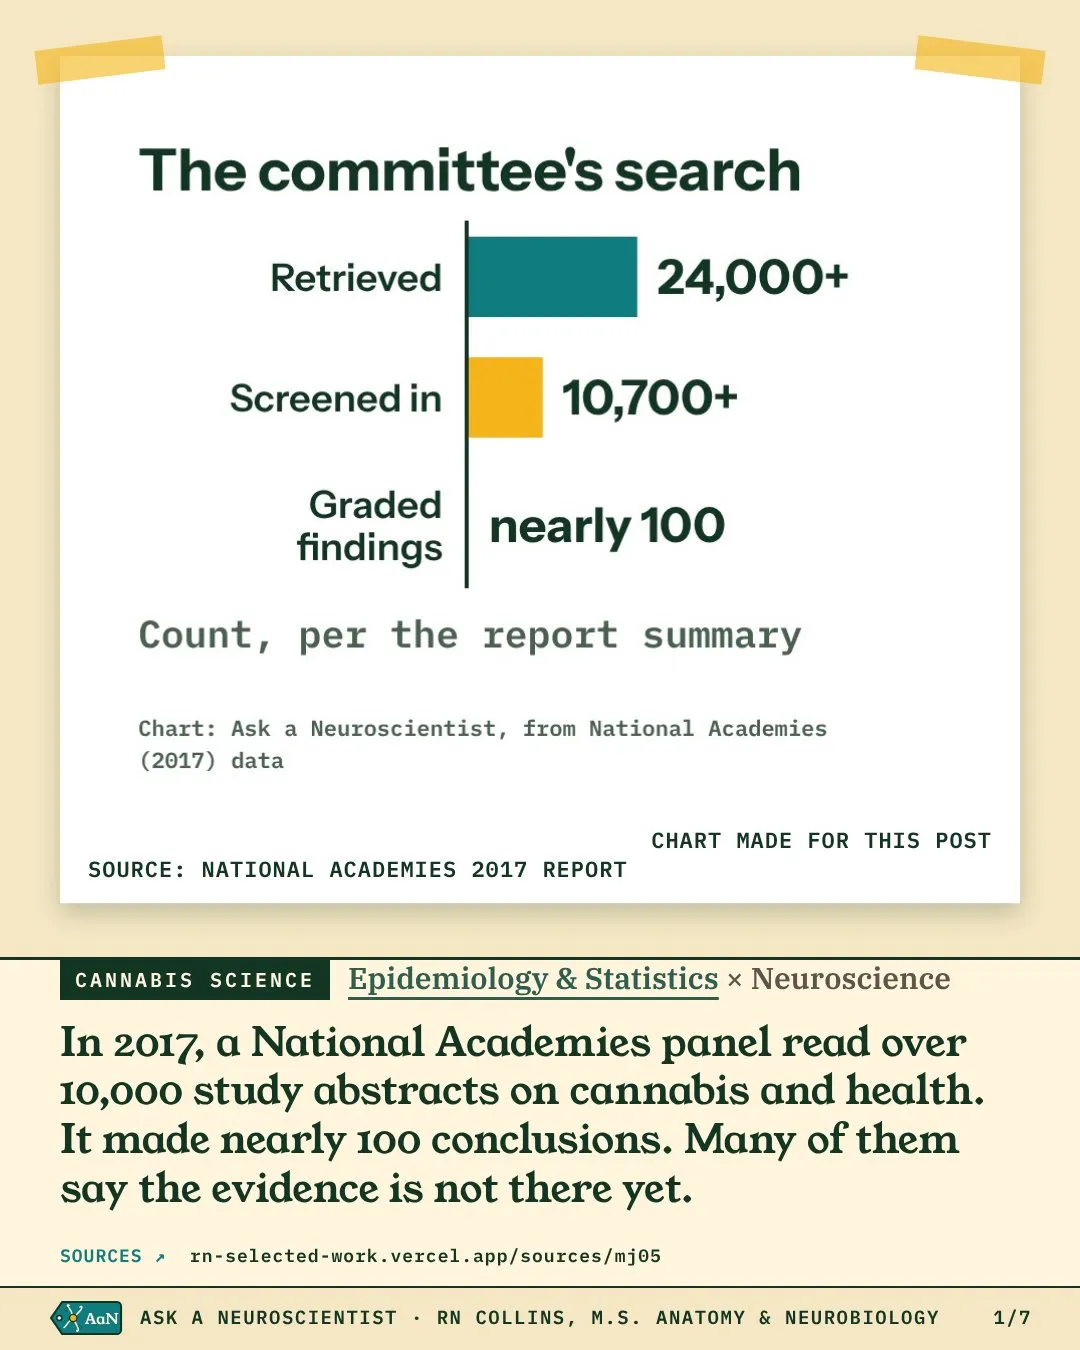 The committee's search
Retrieved 24,000+
Screened in 10,700+
Graded
findings
nearly 100
Count, per the report summary
Chart: Ask a Neuroscientist, from National Academies
(2017) data
CHART MADE FOR THIS POST
SOURCE: NATIONAL ACADEMIES 2017 REPORT
CANNABIS SCIENCE Epidemiology & Statistics × Neuroscience
In 2017, a National Academies panel read over
10,000 study abstracts on cannabis and health.
It made nearly 100 conclusions. Many of them
say the evidence is not there yet.
SOURCES ↗ rn-selected-work.vercel.app/sources/mj05
AaN ASK A NEUROSCIENTIST · RN COLLINS, M.S. ANATOMY & NEUROBIOLOGY 1/7